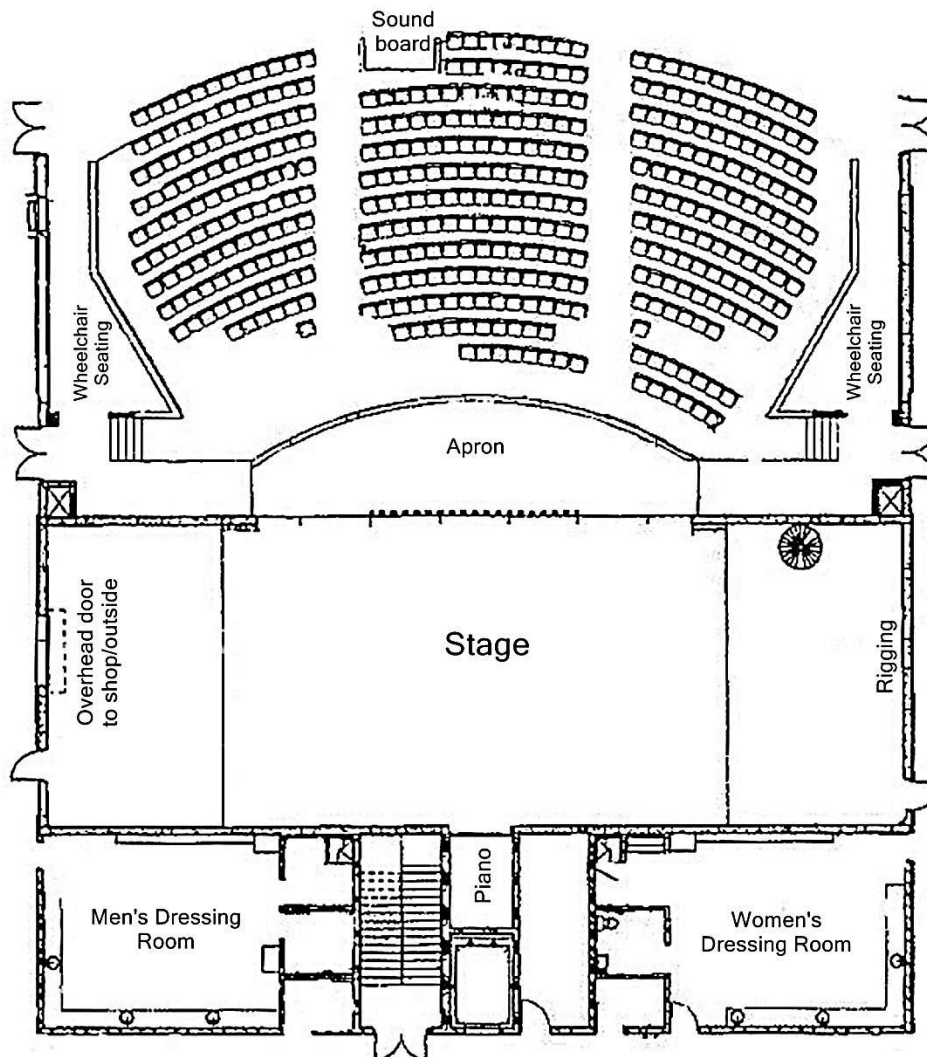 Sound
board
Wheelchair
Seating
Wheelchair
Seating
Apron
Overhead door
to shop/outside
Stage
Rigging
Men's Dressing
Room
Piano
Women's
Dressing Room